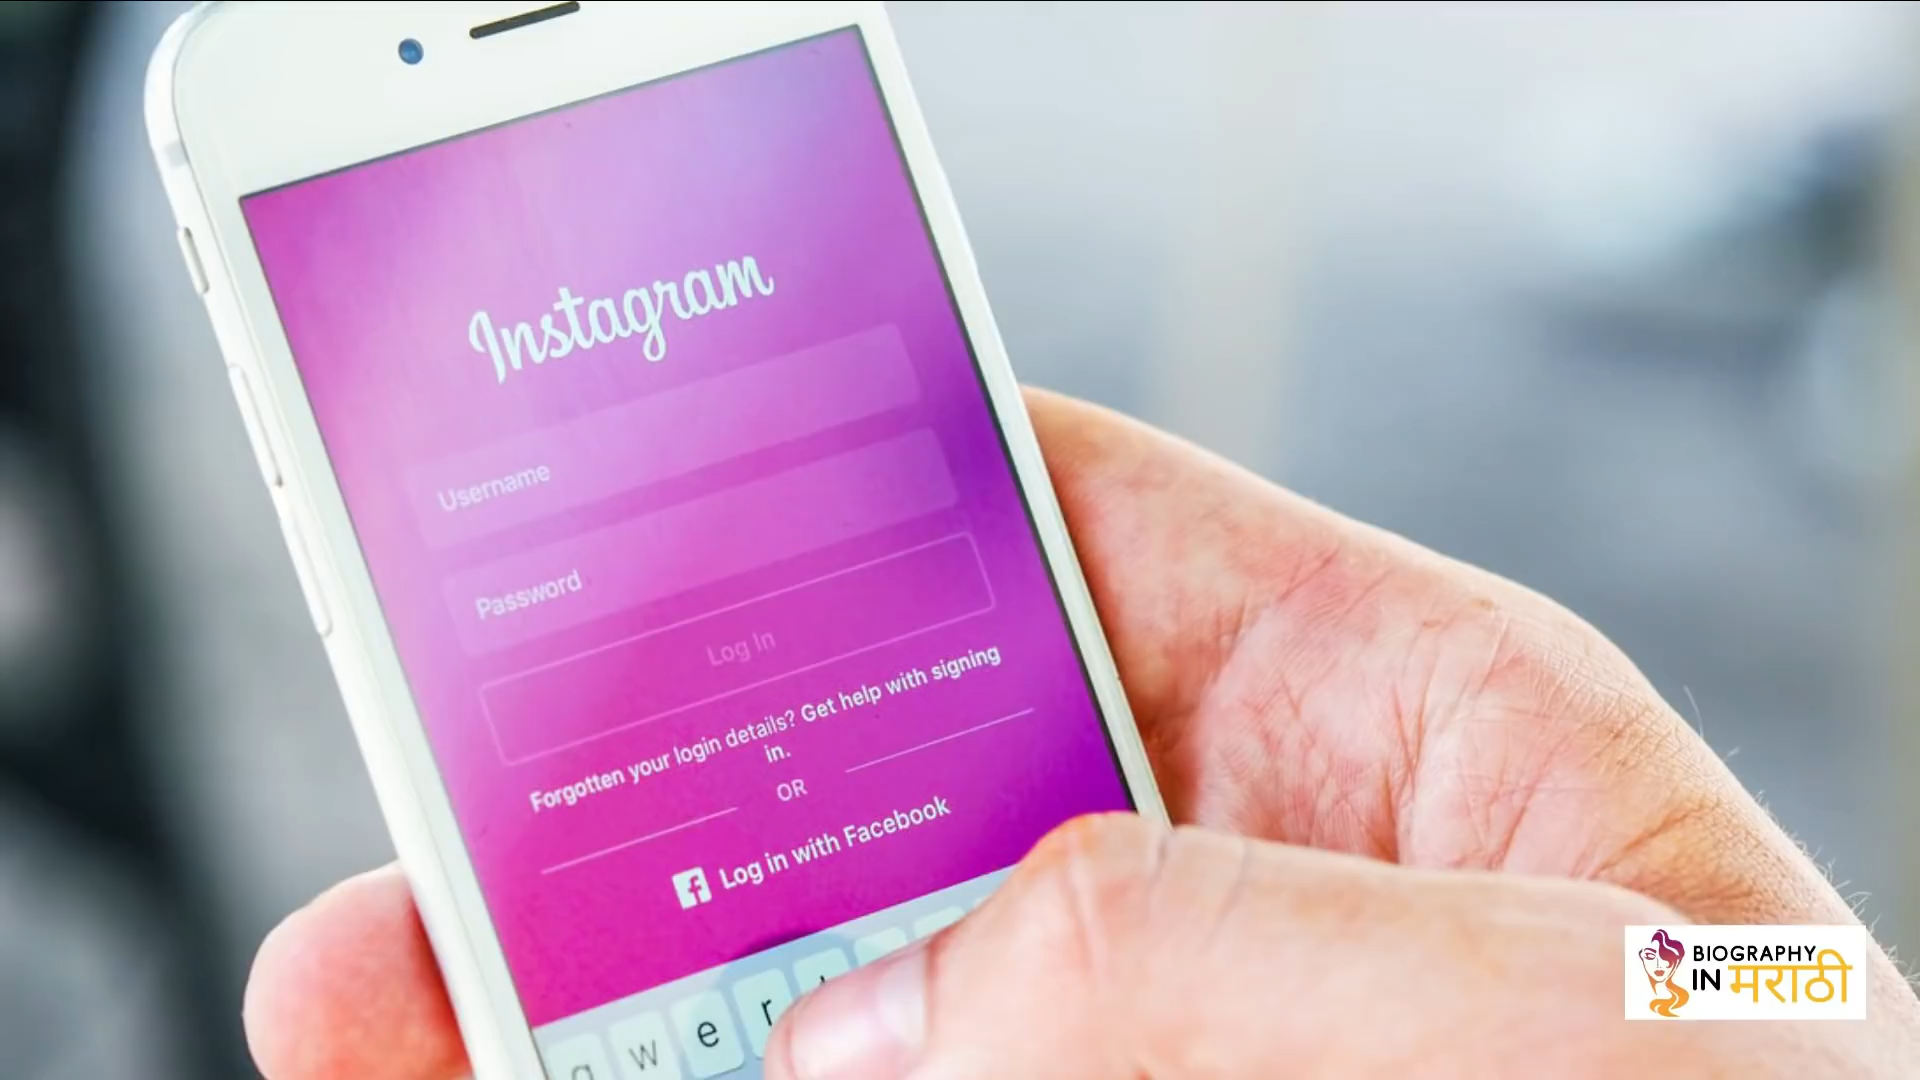 Instagram
Username
Password
Log In
Forgotten your login details? Get help with signing
in.
OR
Log in with Facebook
q w e r
BIOGRAPHY
IN मराठी